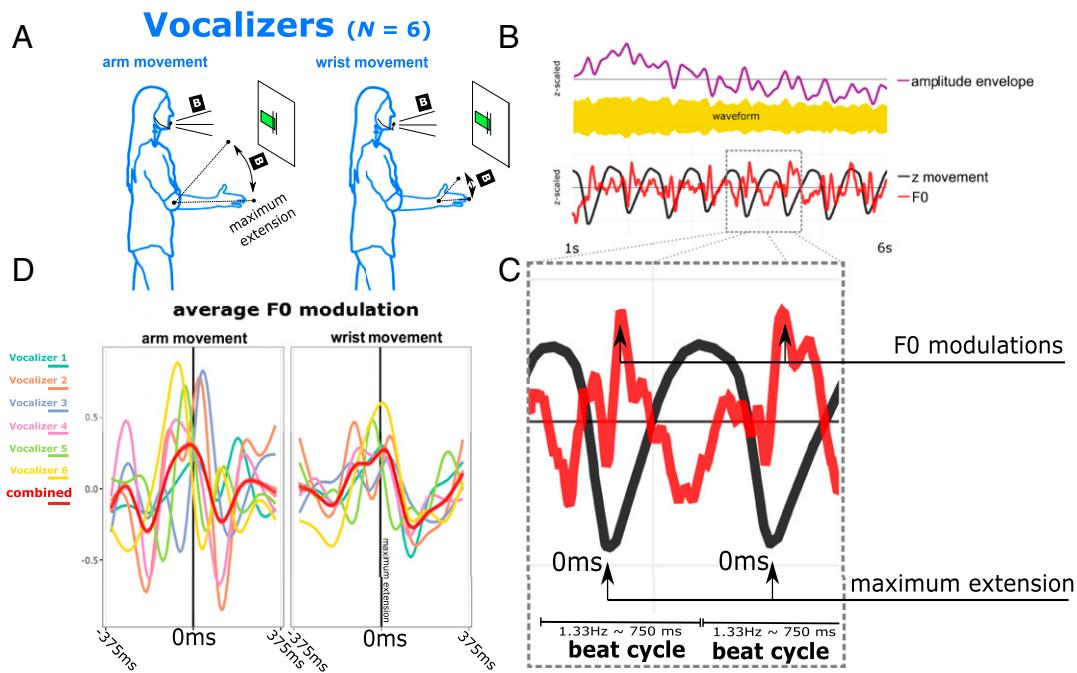 Vocalizers (N = 6)
A
arm movement
wrist movement
B
B
B
B
maximum
extension
B
z-scaled
amplitude envelope
waveform
z-scaled
z movement
F0
1s
6s
C
F0 modulations
0ms
0ms
maximum extension
1.33Hz ~ 750 ms
1.33Hz ~ 750 ms
beat cycle
beat cycle
D
average F0 modulation
arm movement
wrist movement
Vocalizer 1
Vocalizer 2
Vocalizer 3
Vocalizer 4
Vocalizer 5
Vocalizer 6
combined
0.5
0.0
-0.5
maximum extension
-375ms
0ms
375ms
-375ms
0ms
375ms